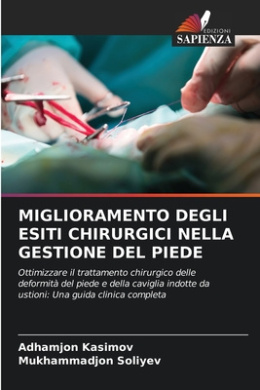 EDIZIONI
SAPIENZA
MIGLIORAMENTO DEGLI
ESITI CHIRURGICI NELLA
GESTIONE DEL PIEDE
Ottimizzare il trattamento chirurgico delle
deformità del piede e della caviglia indotte da
ustioni: Una guida clinica completa
Adhamjon Kasimov
Mukhammadjon Soliyev